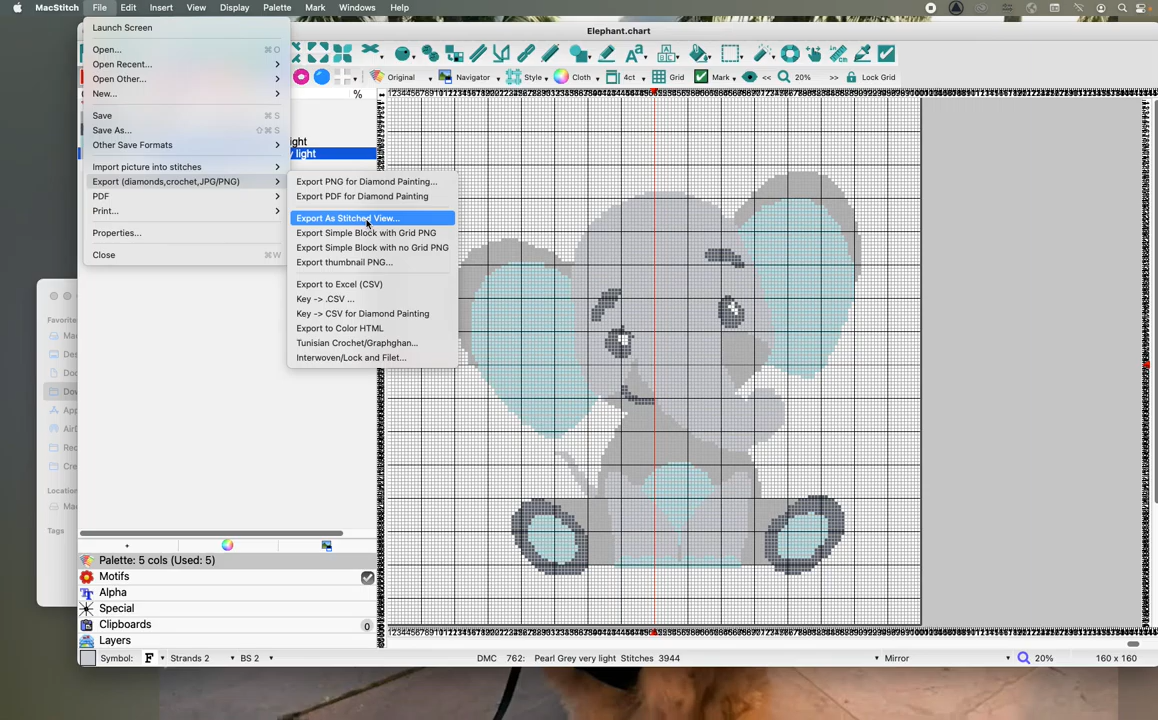 MacStitch File Edit Insert View Display Palette Mark Windows Help
Elephant.chart
Launch Screen
Open... ⌘O
Open Recent...
Open Other...
New...
Save ⌘S
Save As... ⇧⌘S
Other Save Formats
Import picture into stitches
Export (diamonds,crochet,JPG/PNG)
PDF
Print...
Properties...
Close ⌘W
Export PNG for Diamond Painting...
Export PDF for Diamond Painting
Export As Stitched View...
Export Simple Block with Grid PNG
Export Simple Block with no Grid PNG
Export thumbnail PNG...
Export to Excel (CSV)
Key -> .CSV ...
Key -> CSV for Diamond Painting
Export to Color HTML
Tunisian Crochet/Graphghan...
Interwoven/Lock and Filet...
Original Navigator Style Cloth 4ct Grid Mark << 20% >> Lock Grid
%
ight
light
Favorite
Locatio
Tags
Palette: 5 cols (Used: 5)
Motifs
Alpha
Special
Clipboards 0
Layers
Symbol: F Strands 2 BS 2 DMC 762: Pearl Grey very light Stitches 3944 Mirror 20% 160 x 160